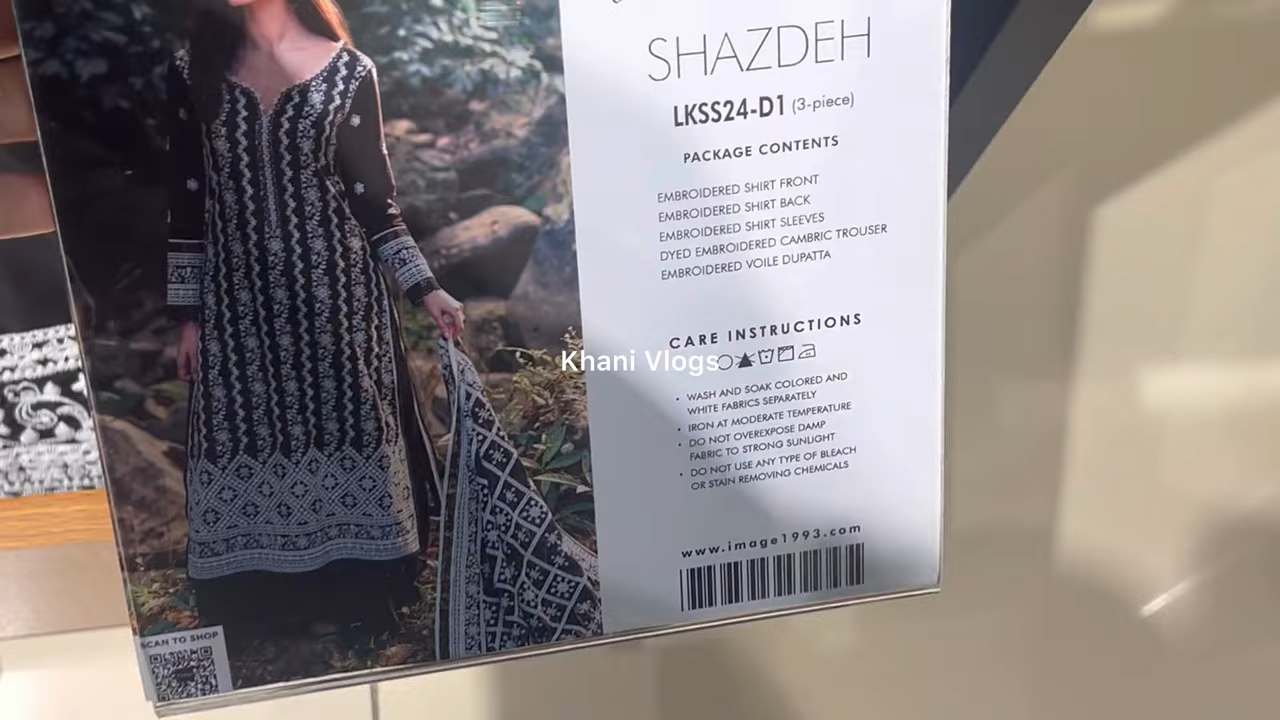 SHAZDEH
LKSS24-D1 (3-piece)
PACKAGE CONTENTS
EMBROIDERED SHIRT FRONT
EMBROIDERED SHIRT BACK
EMBROIDERED SHIRT SLEEVES
DYED EMBROIDERED CAMBRIC TROUSER
EMBROIDERED VOILE DUPATTA
CARE INSTRUCTIONS
Khani Vlogs
• WASH AND SOAK COLORED AND
WHITE FABRICS SEPARATELY
• IRON AT MODERATE TEMPERATURE
• DO NOT OVEREXPOSE DAMP
FABRIC TO STRONG SUNLIGHT
• DO NOT USE ANY TYPE OF BLEACH
OR STAIN REMOVING CHEMICALS
www.image1993.com
SCAN TO SHOP